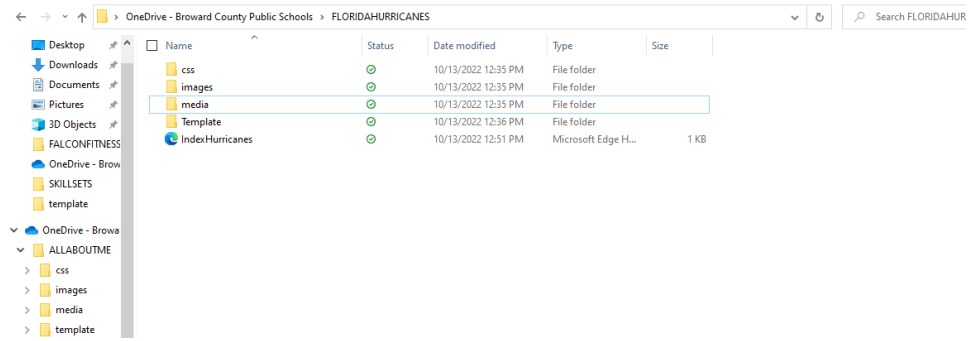 OneDrive - Broward County Public Schools > FLORIDAHURRICANES
Search FLORIDAHUR
Desktop
Downloads
Documents
Pictures
3D Objects
FALCONFITNESS
OneDrive - Brow
SKILLSETS
template
OneDrive - Browa
ALLABOUTME
css
images
media
template
Name Status Date modified Type Size
css 10/13/2022 12:35 PM File folder
images 10/13/2022 12:35 PM File folder
media 10/13/2022 12:35 PM File folder
Template 10/13/2022 12:36 PM File folder
IndexHurricanes 10/13/2022 12:51 PM Microsoft Edge H... 1 KB